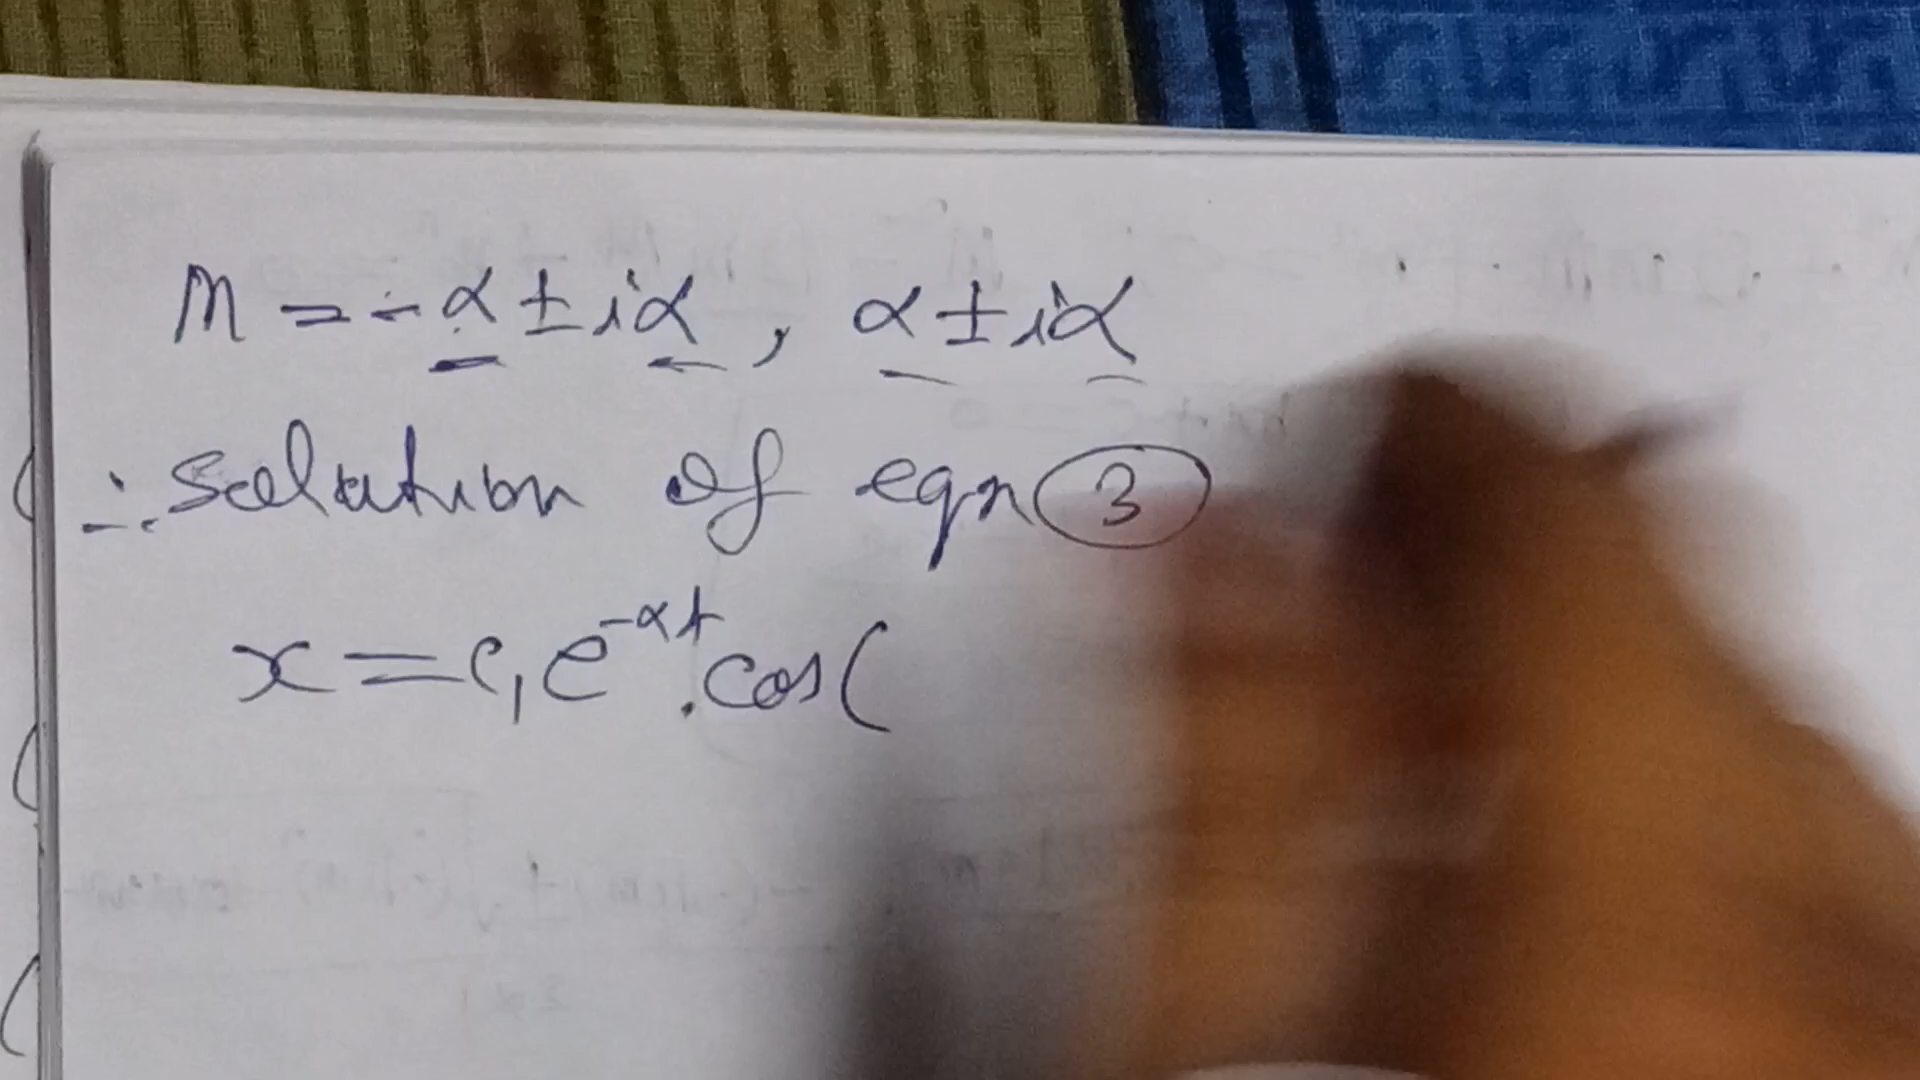 m = -α ± iα, α ± iα
∴ solution of eqn ③
x = c₁e^{-αt}.cos(